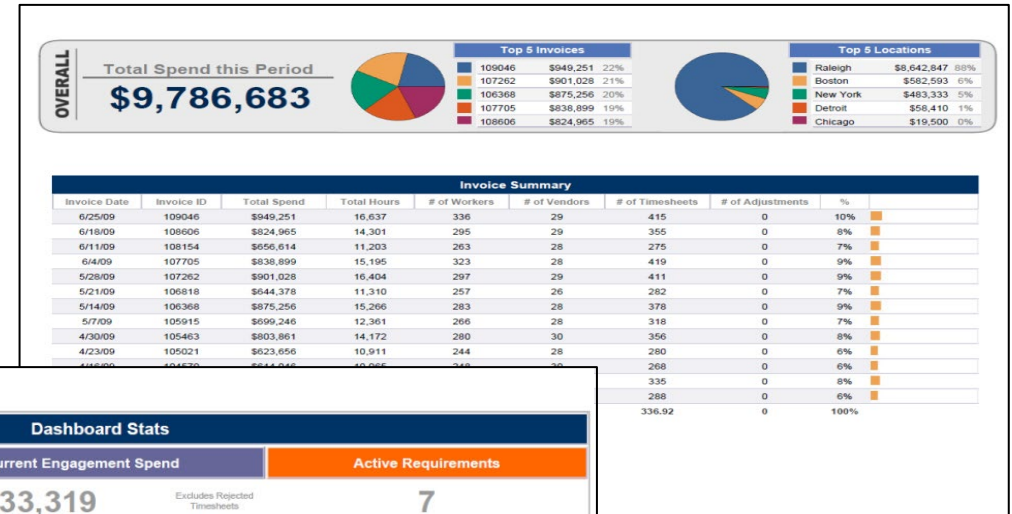 OVERALL
Total Spend this Period
$9,786,683
Top 5 Invoices
109046 $949,251 22%
107262 $901,028 21%
106368 $875,256 20%
107705 $838,899 19%
108606 $824,965 19%
Top 5 Locations
Raleigh $8,642,847 88%
Boston $582,593 6%
New York $483,333 5%
Detroit $58,410 1%
Chicago $19,500 0%
Invoice Summary
Invoice Date Invoice ID Total Spend Total Hours # of Workers # of Vendors # of Timesheets # of Adjustments %
6/25/09 109046 $949,251 16,637 336 29 415 0 10%
6/18/09 108606 $824,965 14,301 295 29 355 0 8%
6/11/09 108154 $656,614 11,203 263 28 275 0 7%
6/4/09 107705 $838,899 15,195 323 28 419 0 9%
5/28/09 107262 $901,028 16,404 297 29 411 0 9%
5/21/09 106818 $644,378 11,310 257 26 282 0 7%
5/14/09 106368 $875,256 15,266 283 28 378 0 9%
5/7/09 105915 $699,246 12,361 266 28 318 0 7%
4/30/09 105463 $803,861 14,172 280 30 356 0 8%
4/23/09 105021 $623,656 10,911 244 28 280 0 6%
268 0 6%
335 0 8%
288 0 6%
336.92 0 100%
Dashboard Stats
urrent Engagement Spend Active Requirements
33,319 Excludes Rejected 7
Timesheets